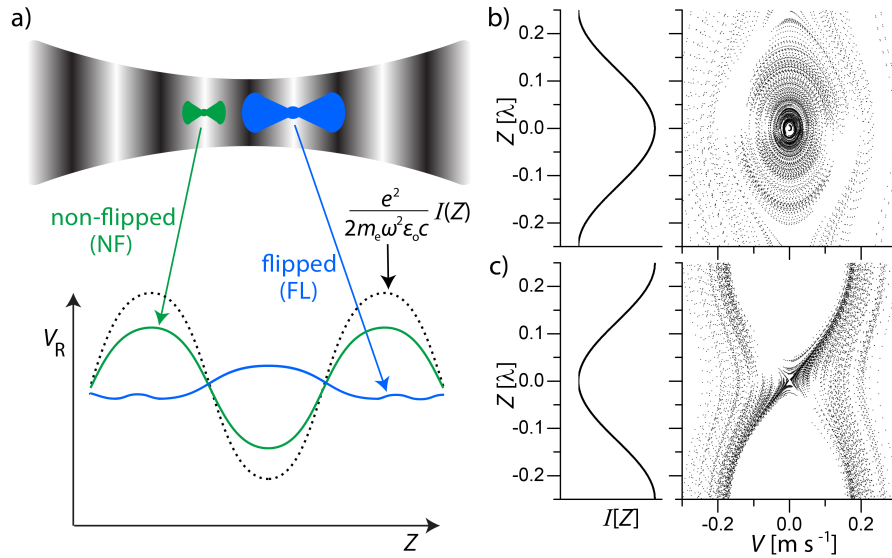 a)
non-flipped
(NF)
flipped
(FL)
e²
2mₑω²εₒc
I(Z)
V_R
Z
b)
Z [λ]
0.2
0.1
0.0
-0.1
-0.2
c)
Z [λ]
0.2
0.1
0.0
-0.1
-0.2
I[Z]
-0.2
0.0
0.2
V [m s⁻¹]